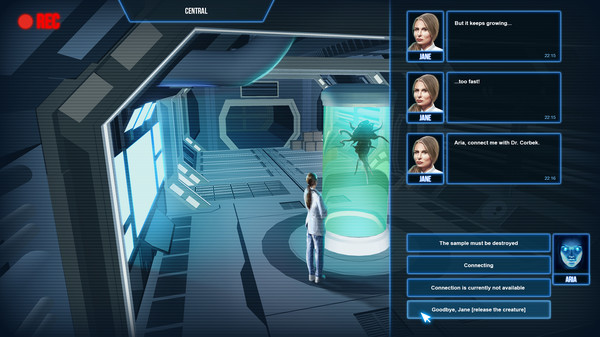 CENTRAL
REC
But it keeps growing...
JANE
22:15
...too fast!
JANE
22:15
Aria, connect me with Dr. Corbek.
JANE
22:16
The sample must be destroyed
Connecting
Connection is currently not available
ARIA
Goodbye, Jane [release the creature]